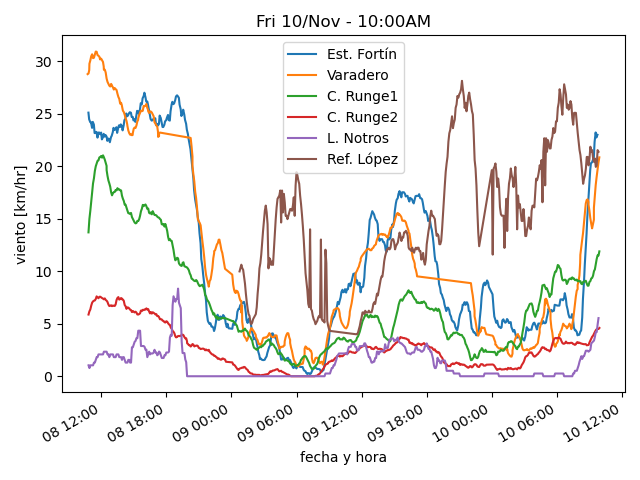 Fri 10/Nov - 10:00AM
Est. Fortín
Varadero
C. Runge1
C. Runge2
L. Notros
Ref. López
viento [km/hr]
30
25
20
15
10
5
0
08 12:00
08 18:00
09 00:00
09 06:00
09 12:00
09 18:00
10 00:00
10 06:00
10 12:00
fecha y hora